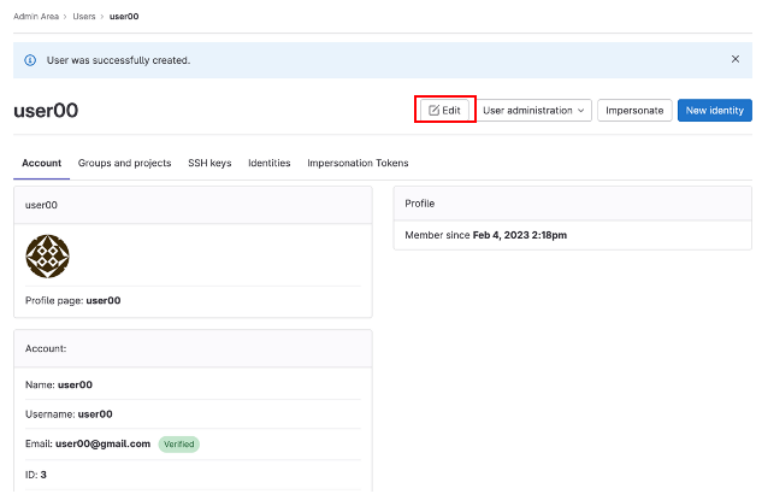 Admin Area > Users > user00
User was successfully created.
user00
Edit User administration Impersonate New identity
Account Groups and projects SSH keys Identities Impersonation Tokens
user00
Profile page: user00
Account:
Name: user00
Username: user00
Email: user00@gmail.com Verified
ID: 3
Profile
Member since Feb 4, 2023 2:18pm